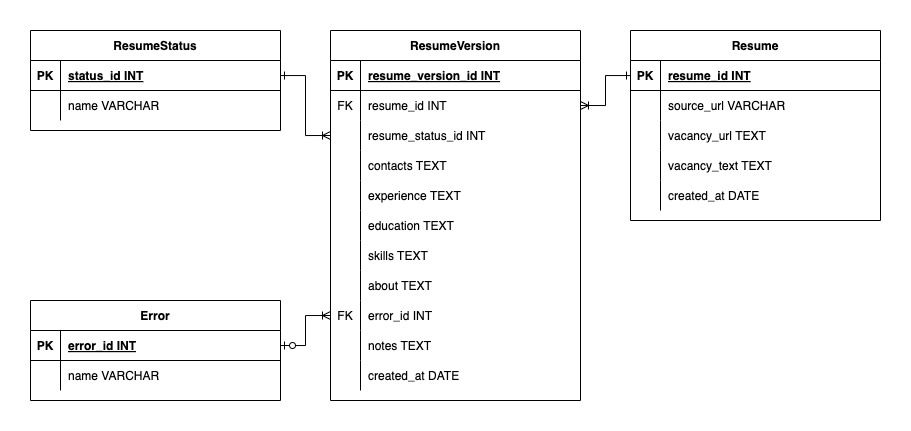 ResumeStatus
PK status_id INT
name VARCHAR
ResumeVersion
PK resume_version_id INT
FK resume_id INT
resume_status_id INT
contacts TEXT
experience TEXT
education TEXT
skills TEXT
about TEXT
FK error_id INT
notes TEXT
created_at DATE
Resume
PK resume_id INT
source_url VARCHAR
vacancy_url TEXT
vacancy_text TEXT
created_at DATE
Error
PK error_id INT
name VARCHAR